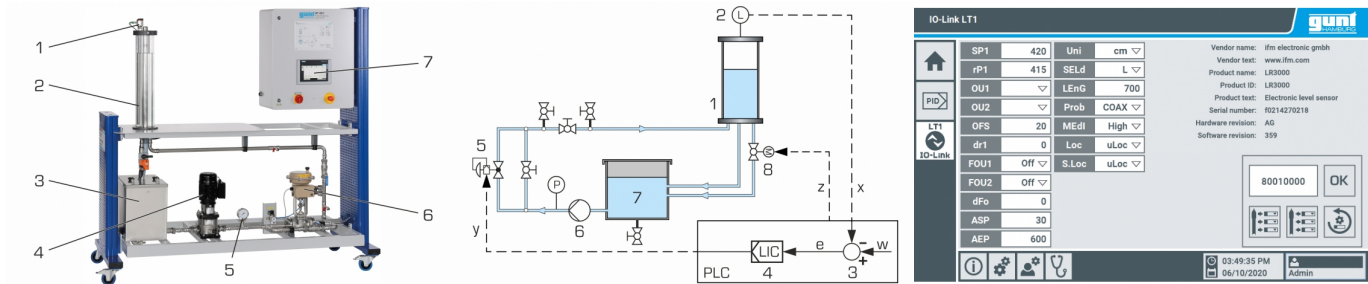 1
2
3
4
5
6
7
2
L
1
5
P
6
7
M
8
z
x
y
e
w
LIC
PLC
4
3
IO-Link LT1
gunt
HAMBURG
SP1 420 Uni cm Vendor name: ifm electronic gmbh
rP1 415 SELd L Vendor text: www.ifm.com
OU1 LEnG 700 Product name: LR3000
OU2 Prob COAX Product ID: LR3000
OFS 20 MEdI High Product text: Electronic level sensor
dr1 0 Loc uLoc Serial number: f0214270218
FOU1 Off S.Loc uLoc Hardware revision: AG
FOU2 Off Software revision: 359
dFo 0
ASP 30
AEP 600
PID
LT1
IO-Link
80010000 OK
03:49:35 PM
06/10/2020
Admin